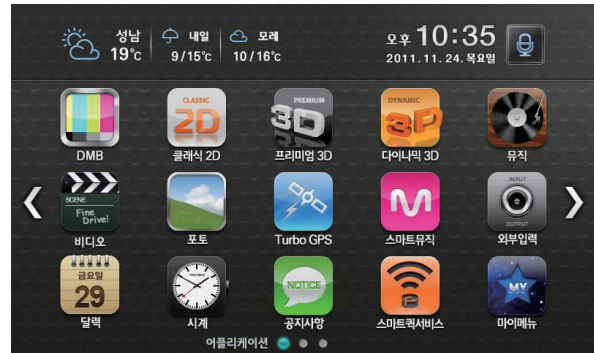 성남
19°c
내일
9/15°c
모레
10/16°c
오후 10:35
2011.11.24.목요일
DMB
CLASSIC
2D
클래식 2D
PREMIUM
3D
프리미엄 3D
DYNAMIC
3D
다이나믹 3D
뮤직
SCENE.
Fine
Drive!
비디오
포토
Turbo GPS
M
스마트뮤직
INPUT
OUTPUT
외부입력
금요일
29
달력
시계
NOTICE
공지사항
스마트퀵서비스
MY
마이메뉴
어플리케이션